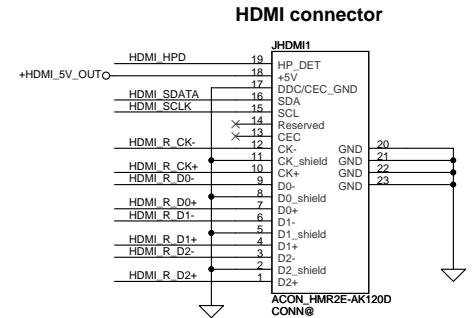 HDMI connector
JHDMI1
HDMI_HPD 19 HP_DET
+HDMI_5V_OUT 18 +5V
17 DDC/CEC_GND
HDMI_SDATA 16 SDA
HDMI_SCLK 15 SCL
14 Reserved
13 CEC
HDMI_R_CK- 12 CK- GND 20
11 CK_shield GND 21
HDMI_R_CK+ 10 CK+ GND 22
HDMI_R_D0- 9 D0- GND 23
8 D0_shield
HDMI_R_D0+ 7 D0+
HDMI_R_D1- 6 D1-
5 D1_shield
HDMI_R_D1+ 4 D1+
HDMI_R_D2- 3 D2-
2 D2_shield
HDMI_R_D2+ 1 D2+
ACON_HMR2E-AK120D
CONN@